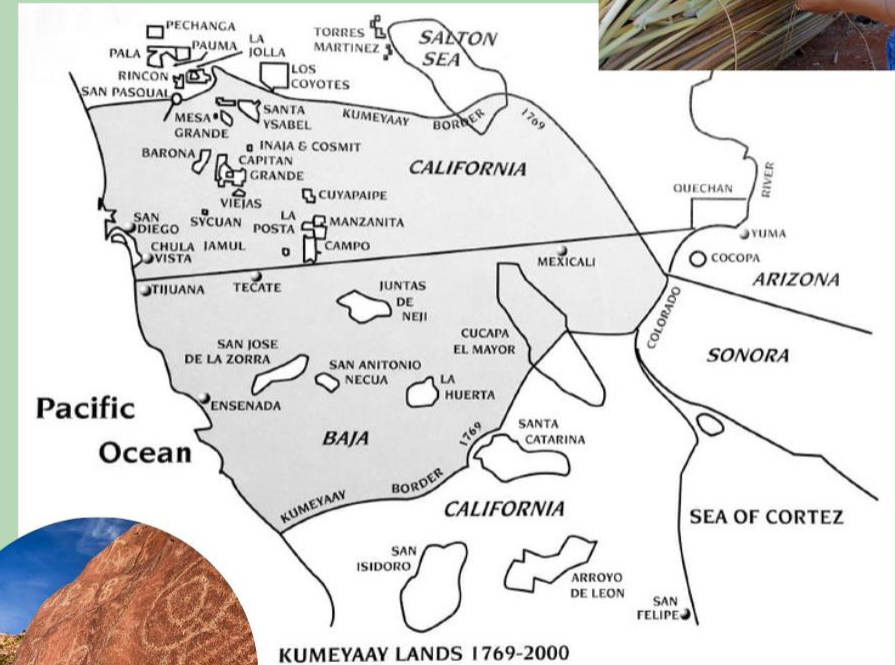 PECHANGA
PALA
PAUMA
LA
JOLLA
RINCON
SAN PASQUAL
LOS
COYOTES
TORRES
MARTINEZ
SALTON
SEA
MESA
GRANDE
SANTA
YSABEL
KUMEYAAY BORDER 1769
BARONA
INAJA & COSMIT
CAPITAN
GRANDE
CALIFORNIA
VIEJAS
CUYAPAIPE
SYCUAN
LA
POSTA
MANZANITA
SAN
DIEGO
CHULA
VISTA
JAMUL
CAMPO
QUECHAN
RIVER
YUMA
COCOPA
ARIZONA
MEXICALI
TIJUANA
TECATE
JUNTAS
DE
NEJI
COLORADO
CUCAPA
EL MAYOR
SAN JOSE
DE LA ZORRA
SAN ANITONIO
NECUA
LA
HUERTA
SONORA
Pacific
Ocean
ENSENADA
BAJA
SANTA
CATARINA
KUMEYAAY BORDER 1769
CALIFORNIA
SEA OF CORTEZ
SAN
ISIDORO
ARROYO
DE LEON
SAN
FELIPE
KUMEYAAY LANDS 1769-2000